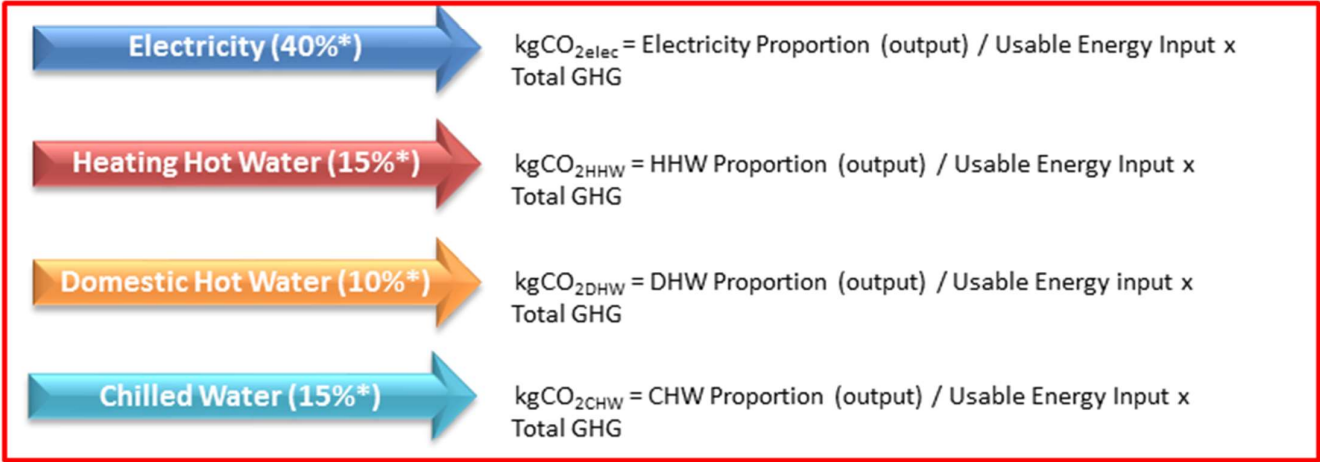 Electricity (40%*)
kgCO₂elec = Electricity Proportion (output) / Usable Energy Input x
Total GHG
Heating Hot Water (15%*)
kgCO₂HHW = HHW Proportion (output) / Usable Energy Input x
Total GHG
Domestic Hot Water (10%*)
kgCO₂DHW = DHW Proportion (output) / Usable Energy input x
Total GHG
Chilled Water (15%*)
kgCO₂CHW = CHW Proportion (output) / Usable Energy Input x
Total GHG